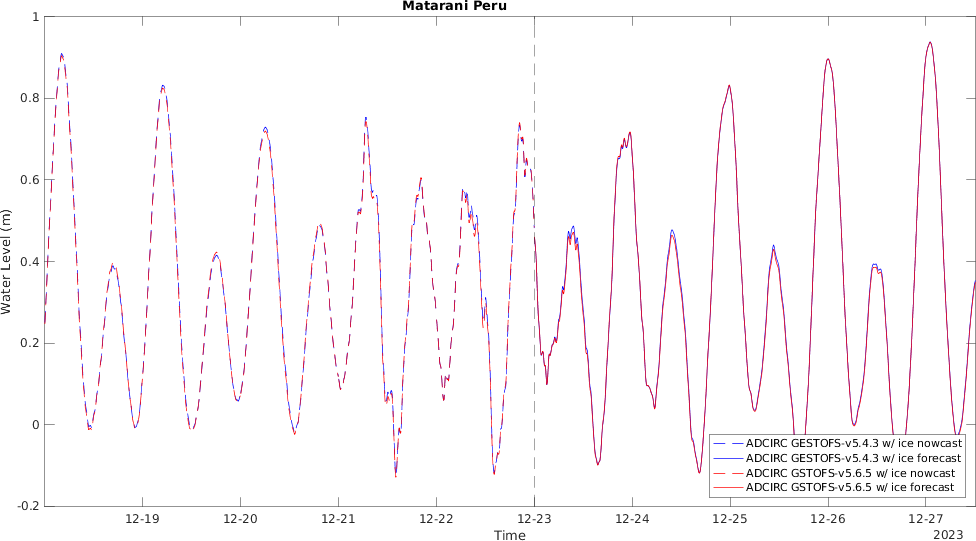 Matarani Peru
1
0.8
0.6
0.4
0.2
0
-0.2
Water Level (m)
12-19 12-20 12-21 12-22 12-23 12-24 12-25 12-26 12-27
Time
2023
ADCIRC GESTOFS-v5.4.3 w/ ice nowcast
ADCIRC GESTOFS-v5.4.3 w/ ice forecast
ADCIRC GSTOFS-v5.6.5 w/ ice nowcast
ADCIRC GSTOFS-v5.6.5 w/ ice forecast